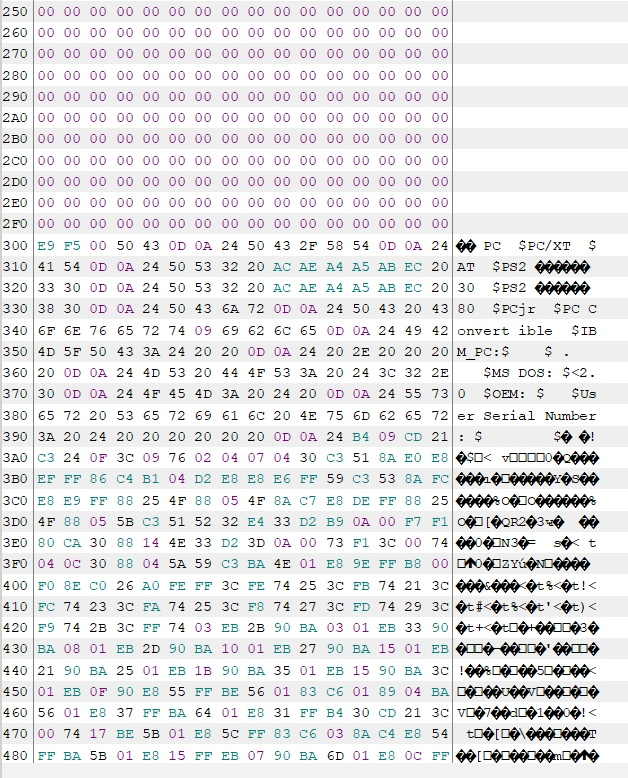 250 00 00 00 00 00 00 00 00 00 00 00 00 00 00 00 00
260 00 00 00 00 00 00 00 00 00 00 00 00 00 00 00 00
270 00 00 00 00 00 00 00 00 00 00 00 00 00 00 00 00
280 00 00 00 00 00 00 00 00 00 00 00 00 00 00 00 00
290 00 00 00 00 00 00 00 00 00 00 00 00 00 00 00 00
2A0 00 00 00 00 00 00 00 00 00 00 00 00 00 00 00 00
2B0 00 00 00 00 00 00 00 00 00 00 00 00 00 00 00 00
2C0 00 00 00 00 00 00 00 00 00 00 00 00 00 00 00 00
2D0 00 00 00 00 00 00 00 00 00 00 00 00 00 00 00 00
2E0 00 00 00 00 00 00 00 00 00 00 00 00 00 00 00 00
2F0 00 00 00 00 00 00 00 00 00 00 00 00 00 00 00 00
300 E9 F5 00 50 43 0D 0A 24 50 43 2F 58 54 0D 0A 24 �� PC $PC/XT $
310 41 54 0D 0A 24 50 53 32 20 AC AE A4 A5 AB EC 20 AT $PS2 ������
320 33 30 0D 0A 24 50 53 32 20 AC AE A4 A5 AB EC 20 30 $PS2 ������
330 38 30 0D 0A 24 50 43 6A 72 0D 0A 24 50 43 20 43 80 $PCjr $PC C
340 6F 6E 76 65 72 74 09 69 62 6C 65 0D 0A 24 49 42 onvert ible $IB
350 4D 5F 50 43 3A 24 20 20 0D 0A 24 20 2E 20 20 20 M_PC:$ $ .
360 20 0D 0A 24 4D 53 20 44 4F 53 3A 20 24 3C 32 2E $MS DOS: $<2.
370 30 0D 0A 24 4F 45 4D 3A 20 24 20 0D 0A 24 55 73 0 $OEM: $ $Us
380 65 72 20 53 65 72 69 61 6C 20 4E 75 6D 62 65 72 er Serial Number
390 3A 20 24 20 20 20 20 20 20 0D 0A 24 B4 09 CD 21 : $ $� �!
3A0 C3 24 0F 3C 09 76 02 04 07 04 30 C3 51 8A E0 E8
3B0 EF FF 86 C4 B1 04 D2 E8 E8 E6 FF 59 C3 53 8A FC
3C0 E8 E9 FF 88 25 4F 88 05 4F 8A C7 E8 DE FF 88 25
3D0 4F 88 05 5B C3 51 52 32 E4 33 D2 B9 0A 00 F7 F1
3E0 80 CA 30 88 14 4E 33 D2 3D 0A 00 73 F1 3C 00 74
3F0 04 0C 30 88 04 5A 59 C3 BA 4E 01 E8 9E FF B8 00
400 F0 8E C0 26 A0 FE FF 3C FE 74 25 3C FB 74 21 3C
410 FC 74 23 3C FA 74 25 3C F8 74 27 3C FD 74 29 3C
420 F9 74 2B 3C FF 74 03 EB 2B 90 BA 03 01 EB 33 90
430 BA 08 01 EB 2D 90 BA 10 01 EB 27 90 BA 15 01 EB
440 21 90 BA 25 01 EB 1B 90 BA 35 01 EB 15 90 BA 3C
450 01 EB 0F 90 E8 55 FF BE 56 01 83 C6 01 89 04 BA
460 56 01 E8 37 FF BA 64 01 E8 31 FF B4 30 CD 21 3C
470 00 74 17 BE 5B 01 E8 5C FF 83 C6 03 8A C4 E8 54
480 FF BA 5B 01 E8 15 FF EB 07 90 BA 6D 01 E8 0C FF